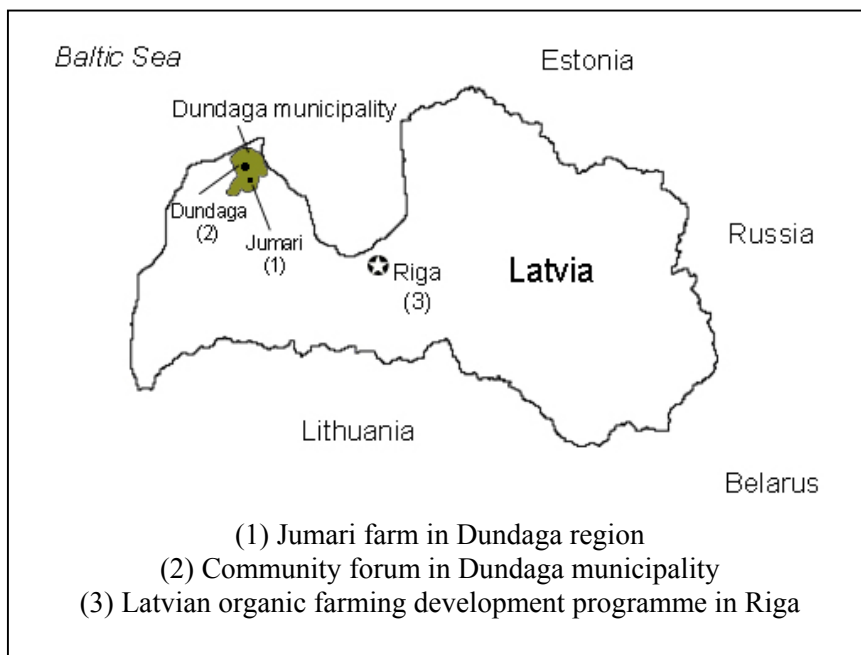 Baltic Sea
Estonia
Dundaga municipality
Dundaga
(2)
Jumari
(1)
Riga
(3)
Latvia
Russia
Lithuania
Belarus
(1) Jumari farm in Dundaga region
(2) Community forum in Dundaga municipality
(3) Latvian organic farming development programme in Riga